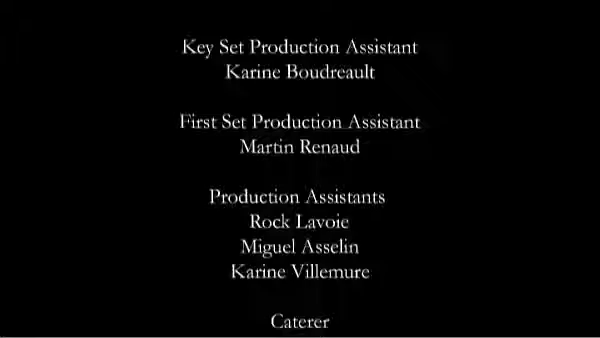 Key Set Production Assistant
Karine Boudreault
First Set Production Assistant
Martin Renaud
Production Assistants
Rock Lavoie
Miguel Asselin
Karine Villemure
Caterer